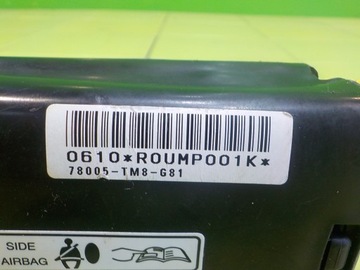 0610*ROUMP001K*
78005-TM8-G81
SIDE
AIRBAG